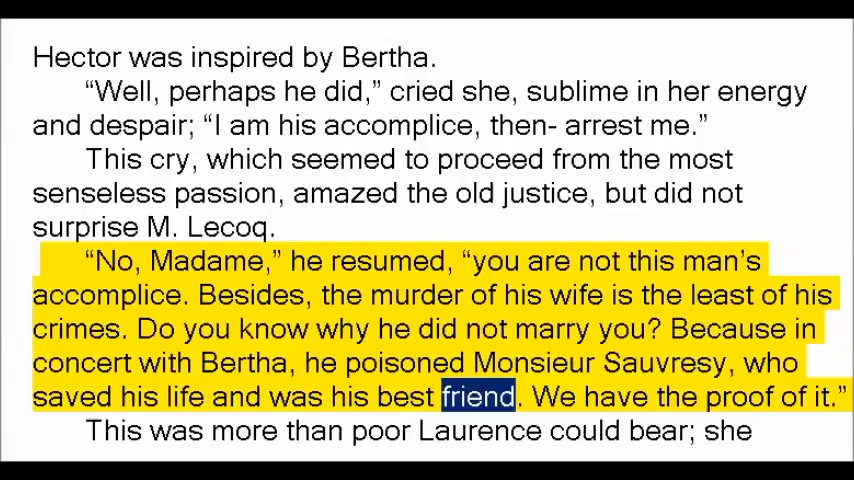 Hector was inspired by Bertha.
“Well, perhaps he did,” cried she, sublime in her energy
and despair; “I am his accomplice, then- arrest me.”
This cry, which seemed to proceed from the most
senseless passion, amazed the old justice, but did not
surprise M. Lecoq.
“No, Madame,” he resumed, “you are not this man’s
accomplice. Besides, the murder of his wife is the least of his
crimes. Do you know why he did not marry you? Because in
concert with Bertha, he poisoned Monsieur Sauvresy, who
saved his life and was his best friend. We have the proof of it.”
This was more than poor Laurence could bear; she